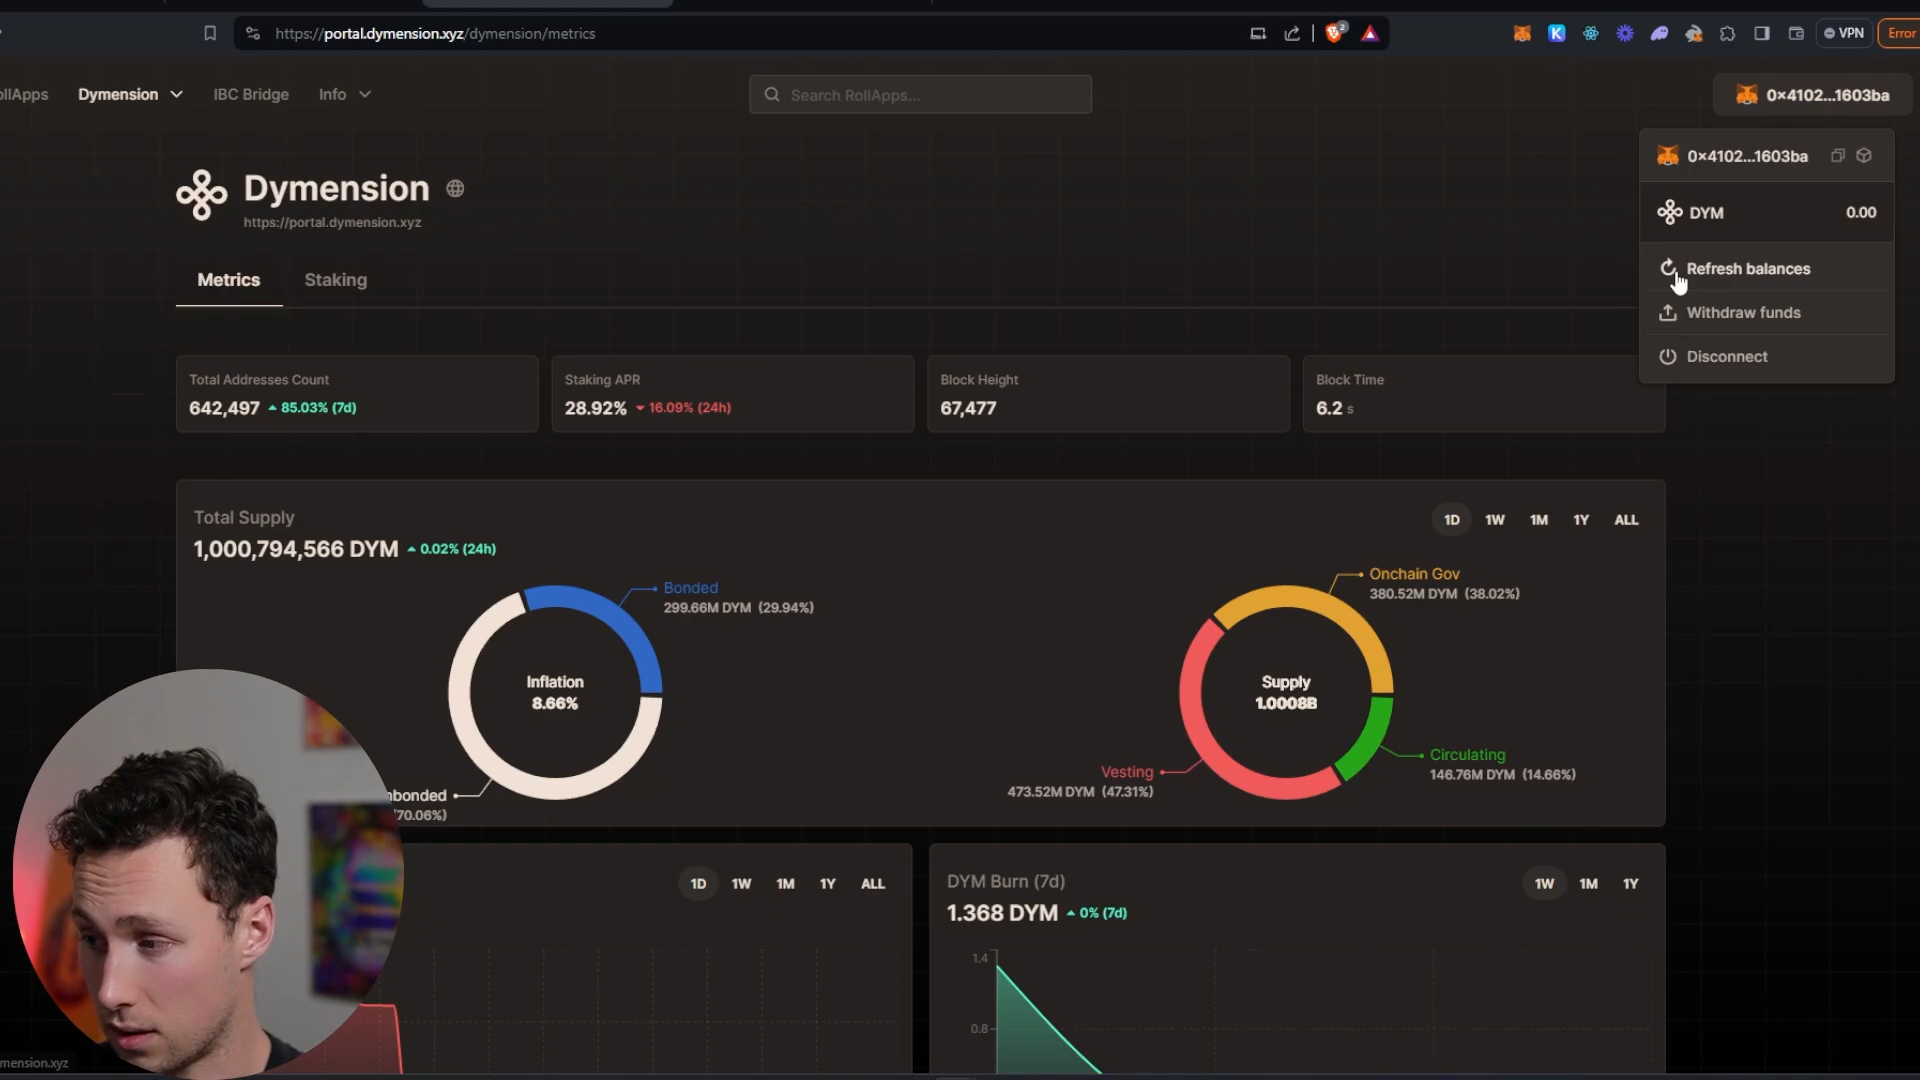 https://portal.dymension.xyz/dymension/metrics
2
K
VPN
Error
Dymension
IBC Bridge
Info
Search RollApps...
0×4102...1603ba
0×4102...1603ba
DYM 0.00
Refresh balances
Withdraw funds
Disconnect
Dymension
https://portal.dymension.xyz
Metrics Staking
Total Addresses Count
642,497 85.03% (7d)
Staking APR
28.92% 16.09% (24h)
Block Height
67,477
Block Time
6.2 s
Total Supply
1,000,794,566 DYM 0.02% (24h)
1D 1W 1M 1Y ALL
Bonded
299.66M DYM (29.94%)
Inflation
8.66%
nbonded
(70.06%)
Onchain Gov
380.52M DYM (38.02%)
Supply
1.0008B
Circulating
146.76M DYM (14.66%)
Vesting
473.52M DYM (47.31%)
1D 1W 1M 1Y ALL
DYM Burn (7d)
1.368 DYM 0% (7d)
1W 1M 1Y
1.4
0.8
mension.xyz